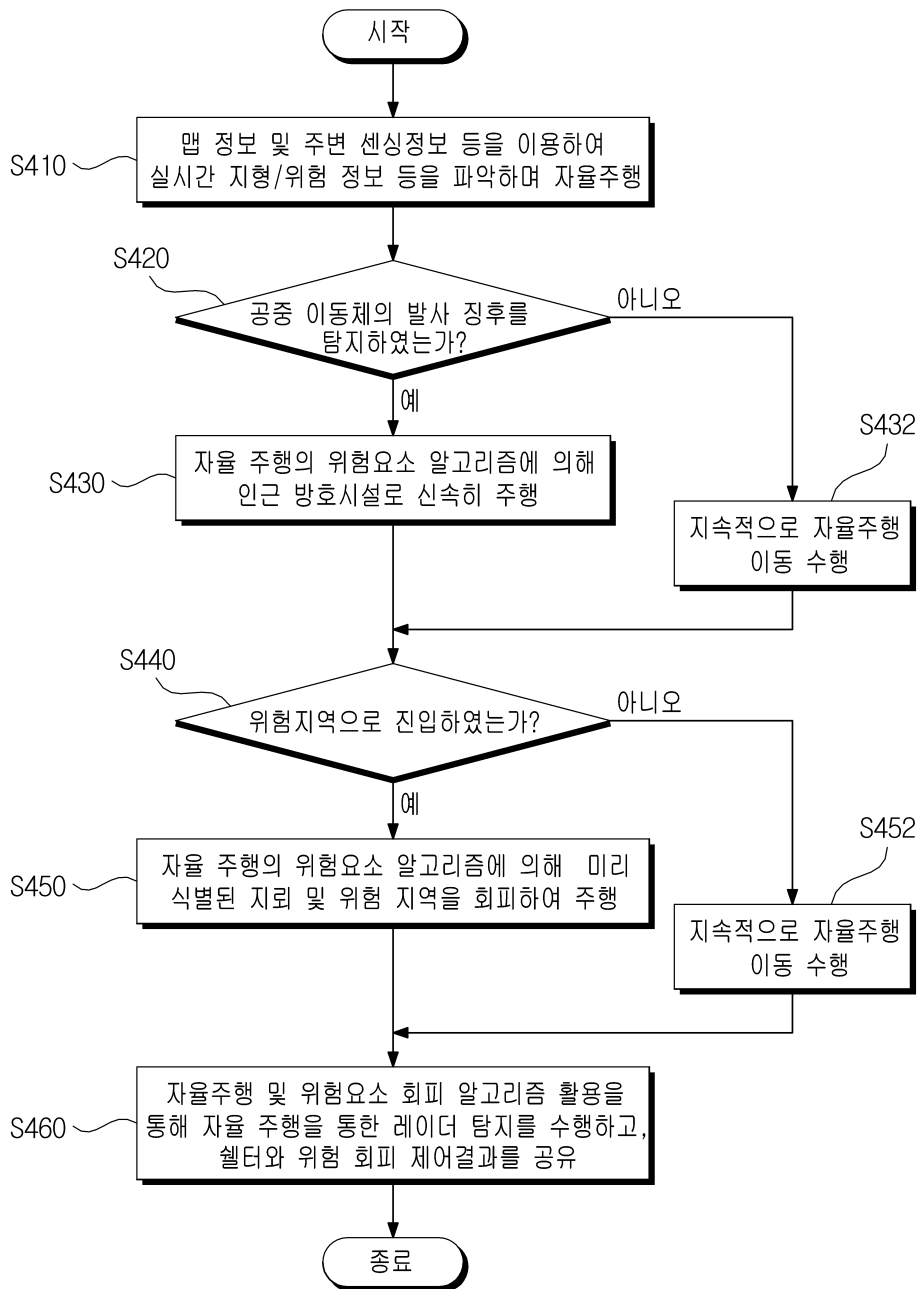 시작
S410
맵 정보 및 주변 센싱정보 등을 이용하여
실시간 지형/위험 정보 등을 파악하며 자율주행
S420
공중 이동체의 발사 징후를
탐지하였는가?
아니오
예
S430
자율 주행의 위험요소 알고리즘에 의해
인근 방호시설로 신속히 주행
S432
지속적으로 자율주행
이동 수행
S440
위험지역으로 진입하였는가?
아니오
예
S450
자율 주행의 위험요소 알고리즘에 의해 미리
식별된 지뢰 및 위험 지역을 회피하여 주행
S452
지속적으로 자율주행
이동 수행
S460
자율주행 및 위험요소 회피 알고리즘 활용을
통해 자율 주행을 통한 레이더 탐지를 수행하고,
쉘터와 위험 회피 제어결과를 공유
종료